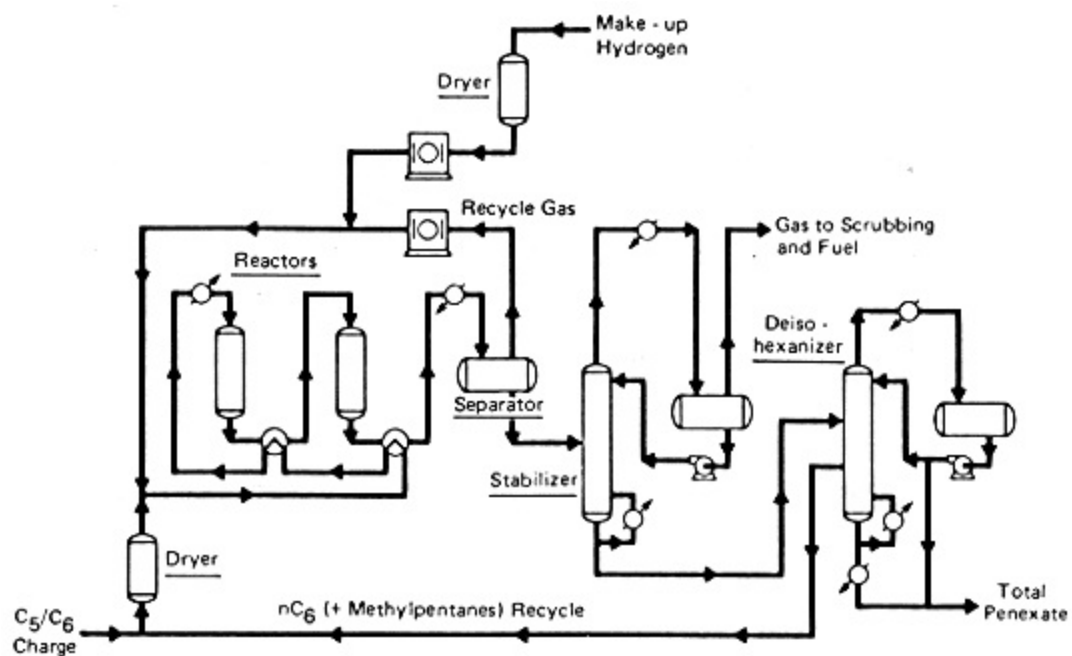 Make - up
Hydrogen
Dryer
Recycle Gas
Gas to Scrubbing
and Fuel
Reactors
Deiso -
hexanizer
Separator
Stabilizer
Dryer
nC6 (+ Methylpentanes) Recycle
C5/C6
Charge
Total
Penexate